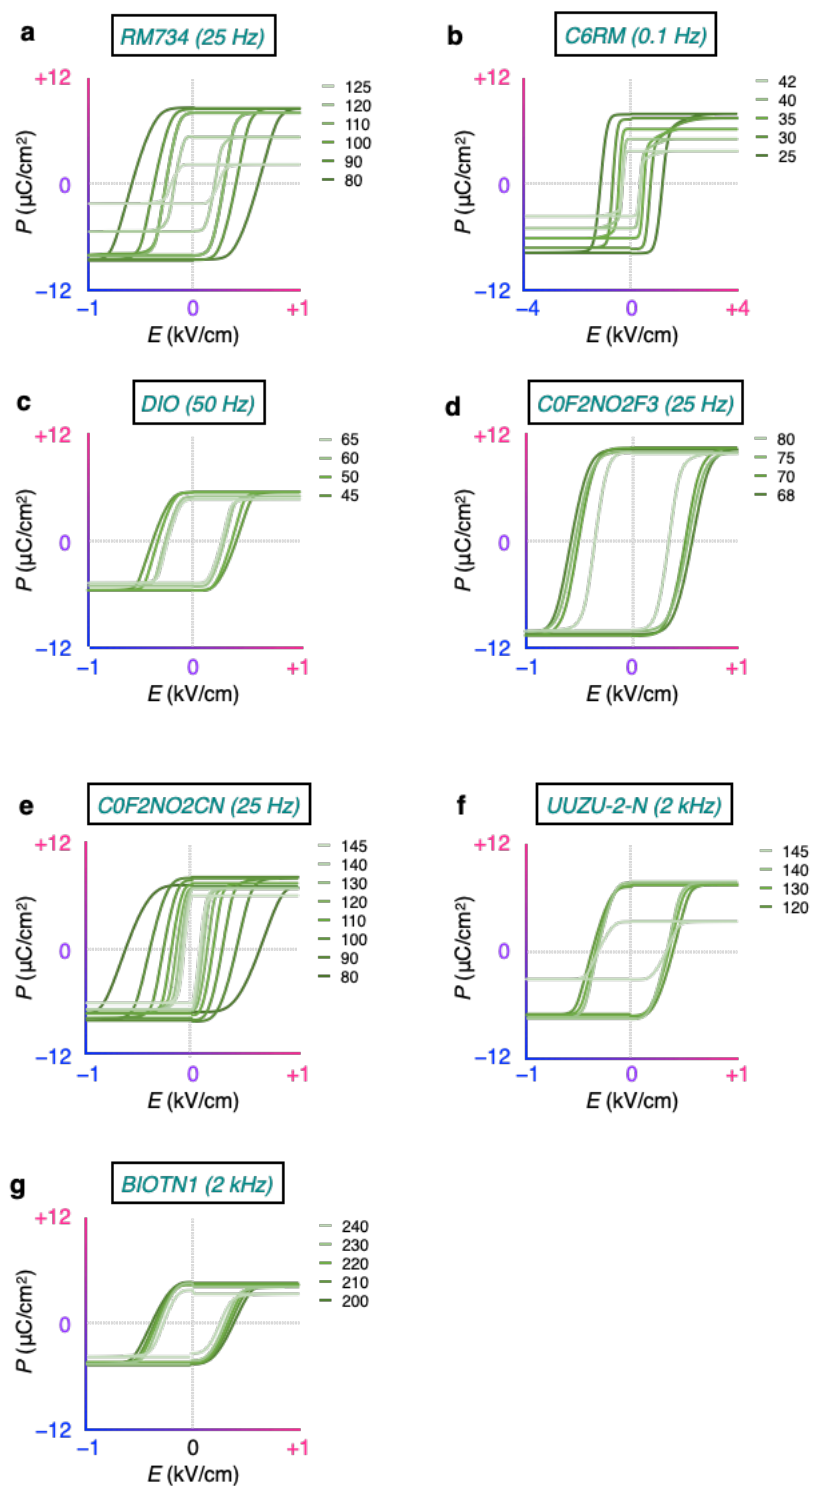 a
RM734 (25 Hz)
+12
0
−12
P (μC/cm²)
−1
0
+1
E (kV/cm)
125
120
110
100
90
80
b
C6RM (0.1 Hz)
+12
0
−12
P (μC/cm²)
−4
0
+4
E (kV/cm)
42
40
35
30
25
c
DIO (50 Hz)
+12
0
−12
P (μC/cm²)
−1
0
+1
E (kV/cm)
65
60
50
45
d
C0F2NO2F3 (25 Hz)
+12
0
−12
P (μC/cm²)
−1
0
+1
E (kV/cm)
80
75
70
68
e
C0F2NO2CN (25 Hz)
+12
0
−12
P (μC/cm²)
−1
0
+1
E (kV/cm)
145
140
130
120
110
100
90
80
f
UUZU-2-N (2 kHz)
+12
0
−12
P (μC/cm²)
−1
0
+1
E (kV/cm)
145
140
130
120
g
BIOTN1 (2 kHz)
+12
0
−12
P (μC/cm²)
−1
0
+1
E (kV/cm)
240
230
220
210
200